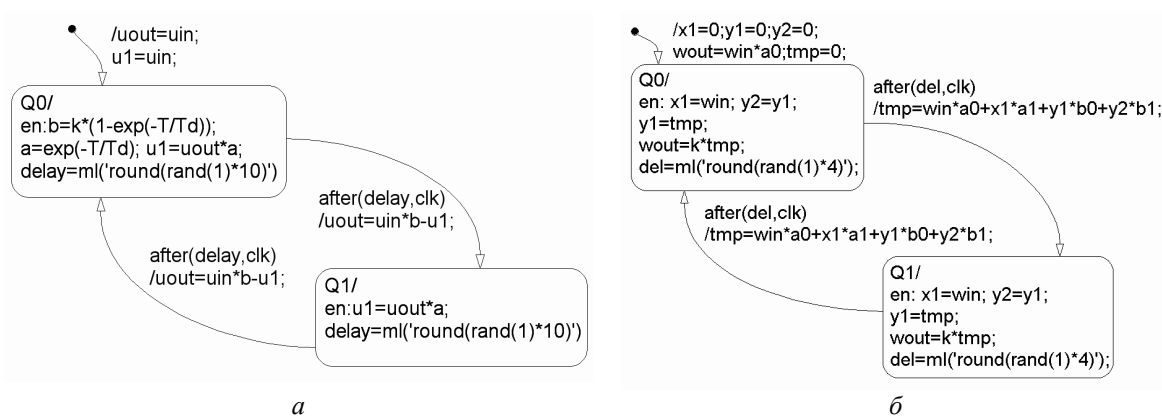 /uout=uin;
u1=uin;
Q0/
en:b=k*(1-exp(-T/Td));
a=exp(-T/Td); u1=uout*a;
delay=ml('round(rand(1)*10)')
after(delay,clk)
/uout=uin*b-u1;
after(delay,clk)
/uout=uin*b-u1;
Q1/
en:u1=uout*a;
delay=ml('round(rand(1)*10)')
а
/x1=0;y1=0;y2=0;
wout=win*a0;tmp=0;
Q0/
en: x1=win; y2=y1;
y1=tmp;
wout=k*tmp;
del=ml('round(rand(1)*4)');
after(del,clk)
/tmp=win*a0+x1*a1+y1*b0+y2*b1;
after(del,clk)
/tmp=win*a0+x1*a1+y1*b0+y2*b1;
Q1/
en: x1=win; y2=y1;
y1=tmp;
wout=k*tmp;
del=ml('round(rand(1)*4)');
б